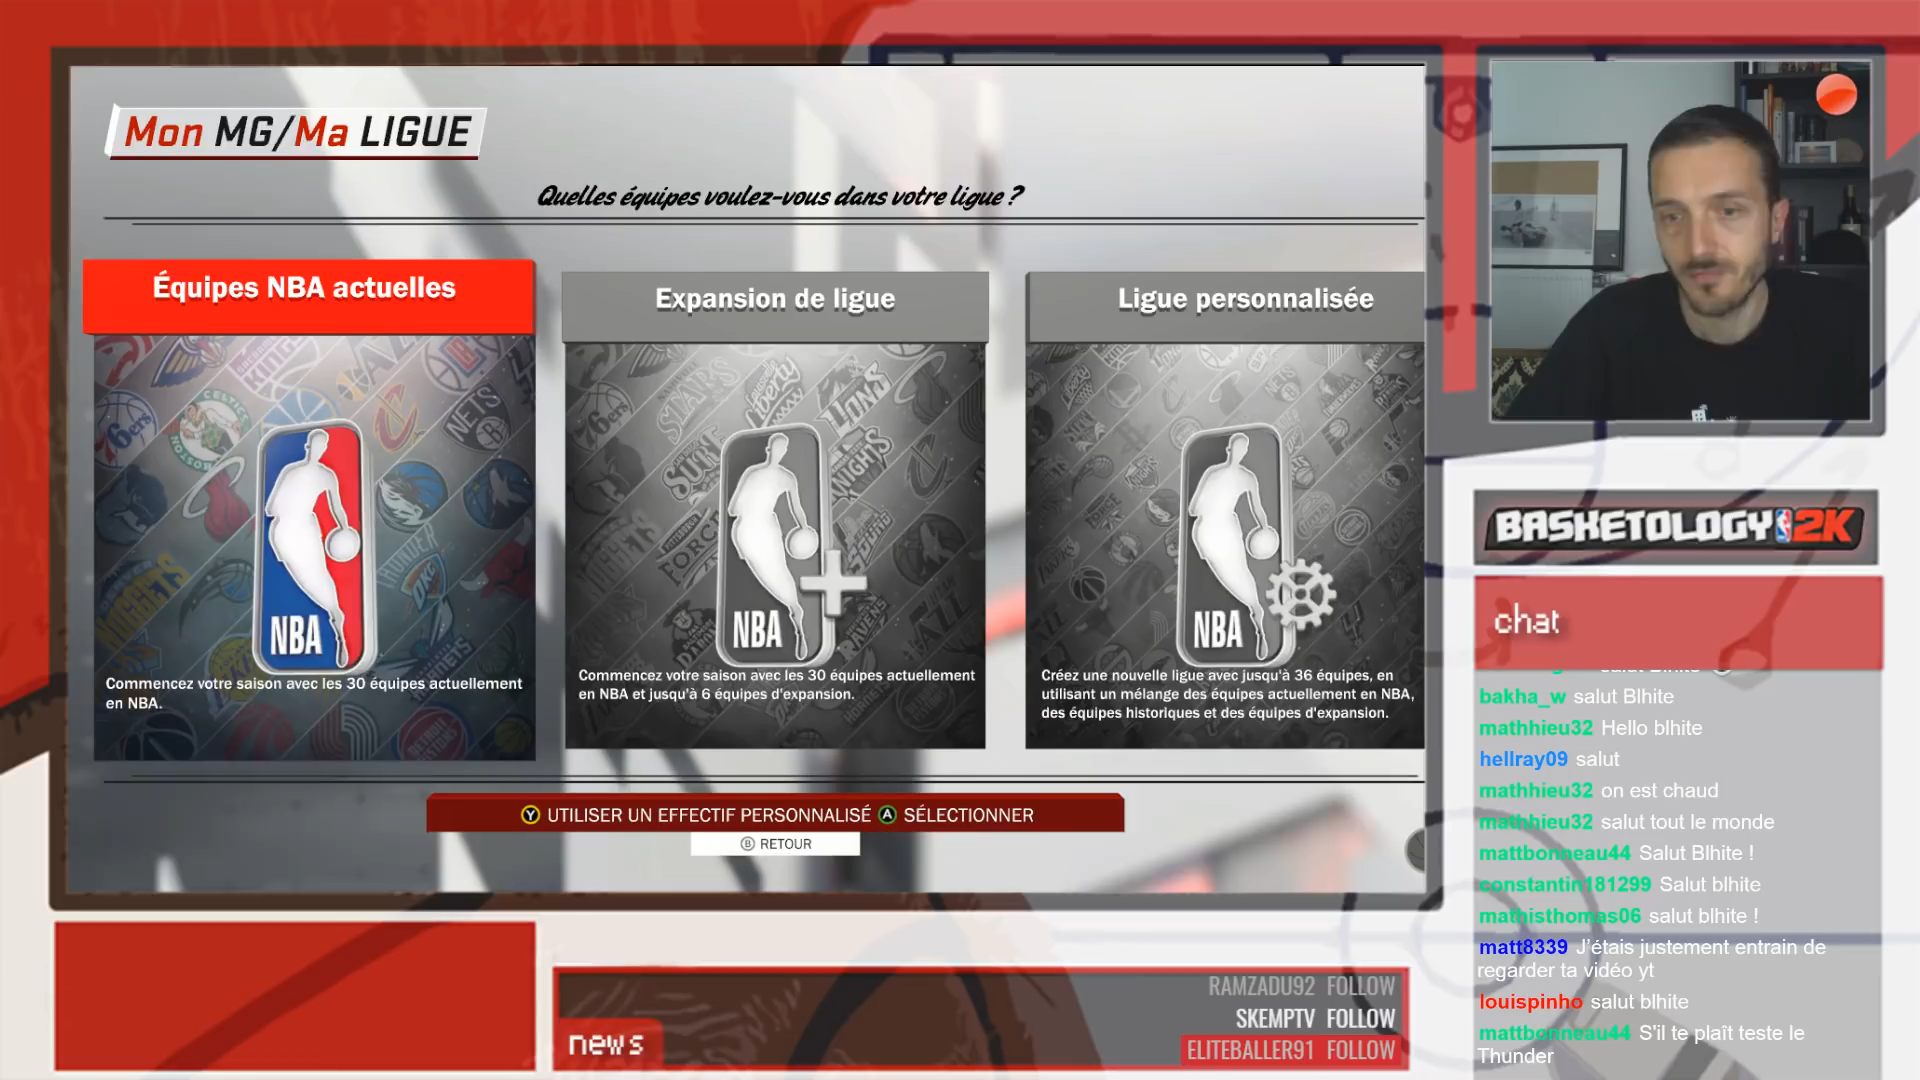 Mon MG/Ma LIGUE
Quelles équipes voulez-vous dans votre ligue ?
Équipes NBA actuelles
NBA
Commencez votre saison avec les 30 équipes actuellement
en NBA.
Expansion de ligue
NBA
Commencez votre saison avec les 30 équipes actuellement
en NBA et jusqu'à 6 équipes d'expansion.
Ligue personnalisée
NBA
Créez une nouvelle ligue avec jusqu'à 36 équipes, en
utilisant un mélange des équipes actuellement en NBA,
des équipes historiques et des équipes d'expansion.
Y UTILISER UN EFFECTIF PERSONNALISÉ A SÉLECTIONNER
B RETOUR
BASKETOLOGY 2K
chat
bakha_w salut Blhite
mathhieu32 Hello blhite
hellray09 salut
mathhieu32 on est chaud
mathhieu32 salut tout le monde
mattbonneau44 Salut Blhite !
constantin181299 Salut blhite
mathisthomas06 salut blhite !
matt8339 J'étais justement entrain de
regarder ta vidéo yt
louispinho salut blhite
mattbonneau44 S'il te plaît teste le
Thunder
news
RAMZADU92 FOLLOW
SKEMPTV FOLLOW
ELITEBALLER91 FOLLOW